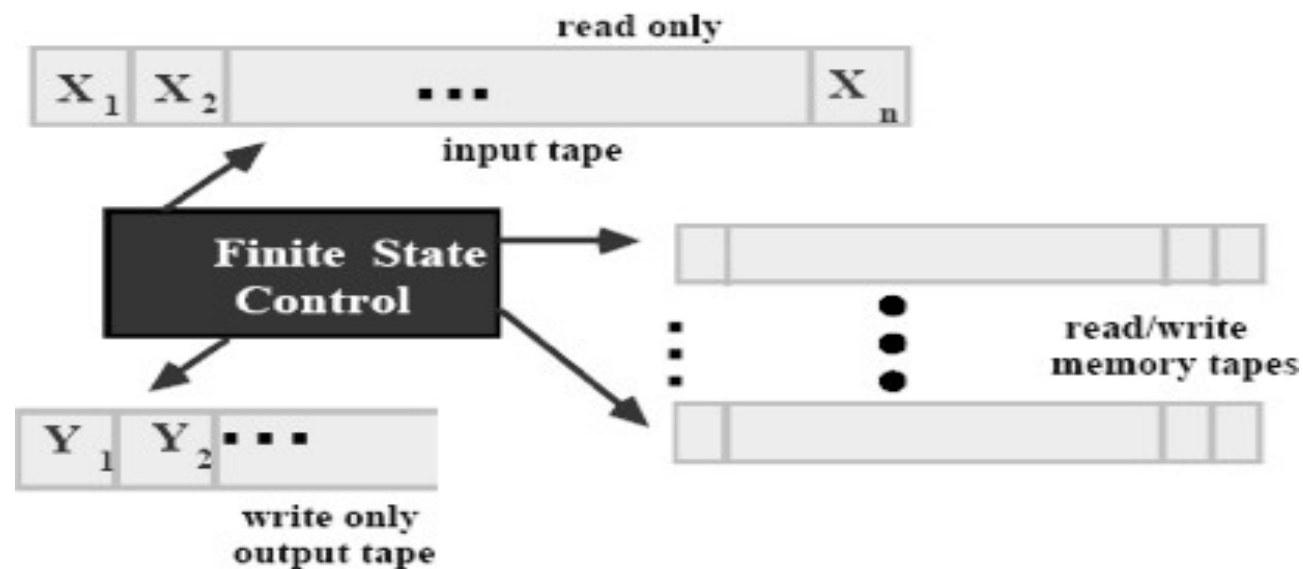 read only
X1 X2 ... Xn
input tape
Finite State
Control
read/write
memory tapes
Y1 Y2 ...
write only
output tape